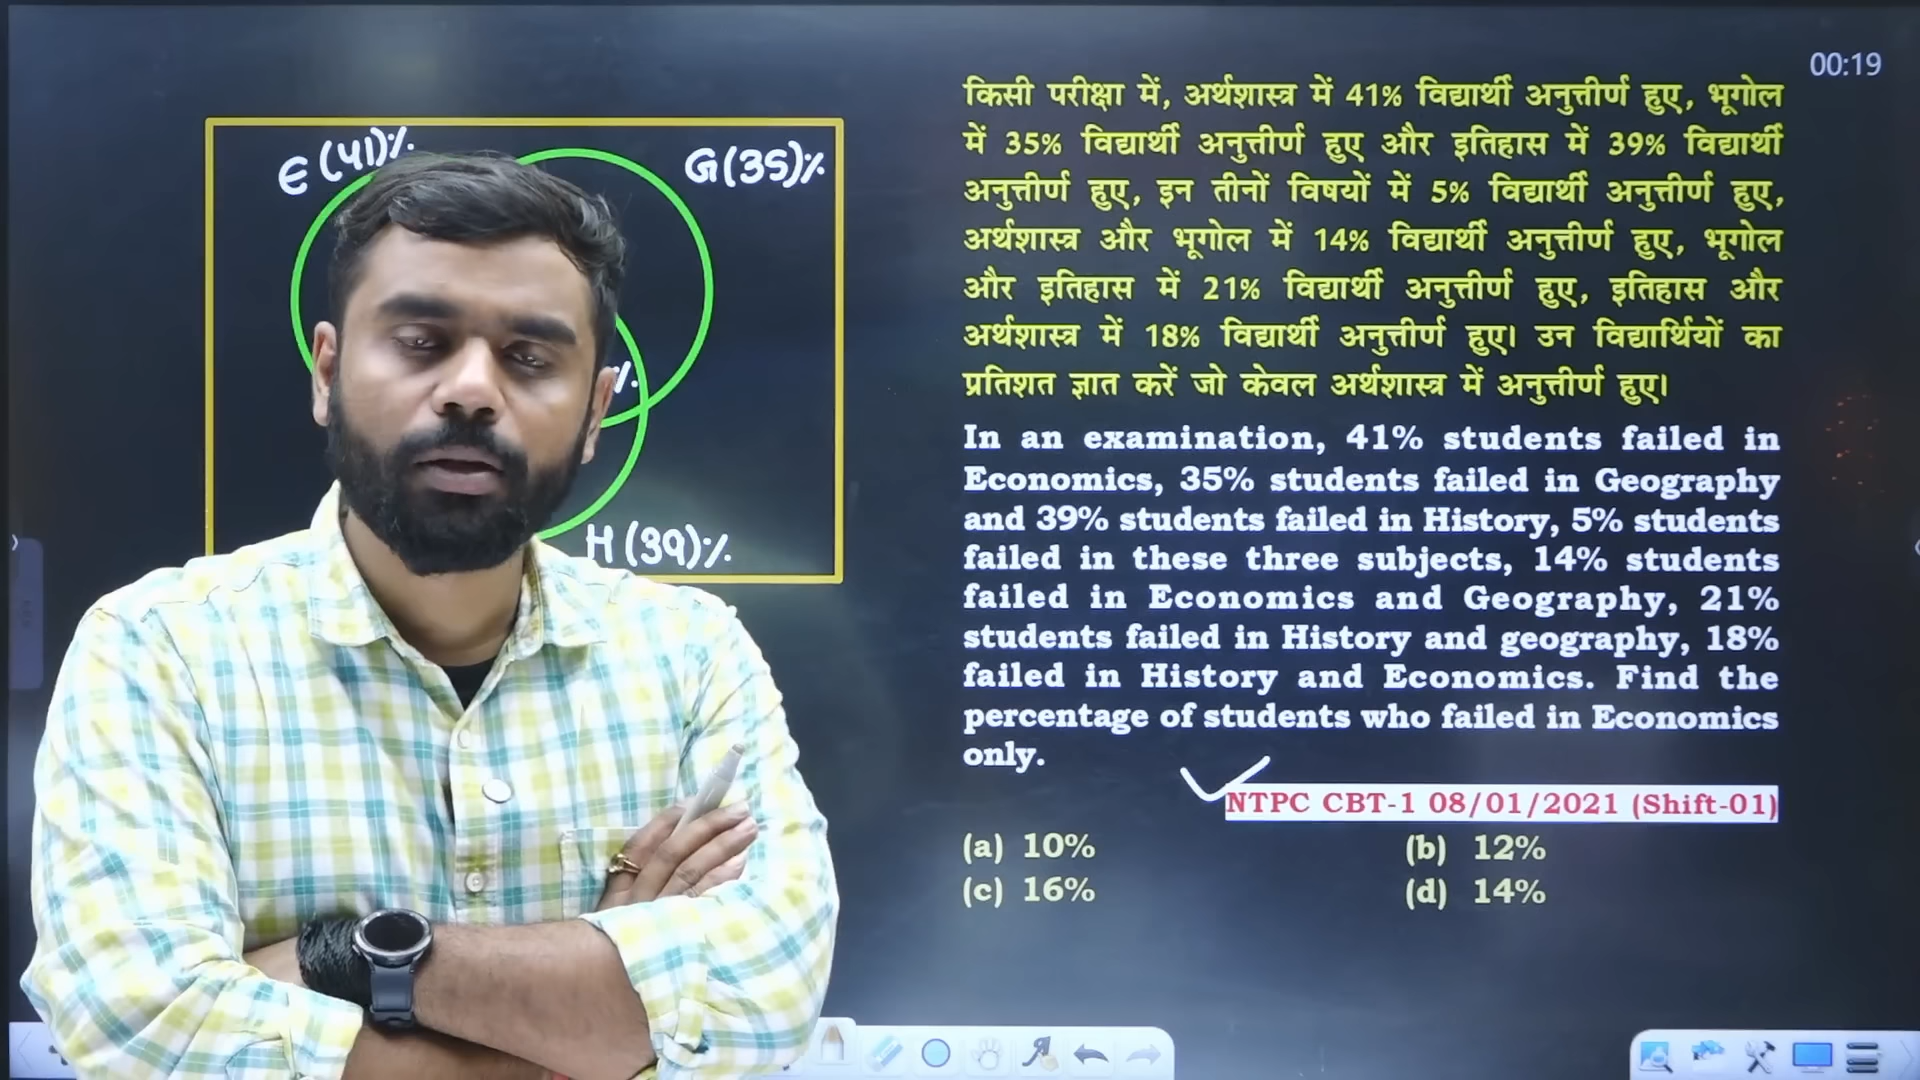 00:19
E (41)%
G(35)%
%
H (39)%
किसी परीक्षा में, अर्थशास्त्र में 41% विद्यार्थी अनुत्तीर्ण हुए, भूगोल
में 35% विद्यार्थी अनुत्तीर्ण हुए और इतिहास में 39% विद्यार्थी
अनुत्तीर्ण हुए, इन तीनों विषयों में 5% विद्यार्थी अनुत्तीर्ण हुए,
अर्थशास्त्र और भूगोल में 14% विद्यार्थी अनुत्तीर्ण हुए, भूगोल
और इतिहास में 21% विद्यार्थी अनुत्तीर्ण हुए, इतिहास और
अर्थशास्त्र में 18% विद्यार्थी अनुत्तीर्ण हुए। उन विद्यार्थियों का
प्रतिशत ज्ञात करें जो केवल अर्थशास्त्र में अनुत्तीर्ण हुए।
In an examination, 41% students failed in
Economics, 35% students failed in Geography
and 39% students failed in History, 5% students
failed in these three subjects, 14% students
failed in Economics and Geography, 21%
students failed in History and geography, 18%
failed in History and Economics. Find the
percentage of students who failed in Economics
only.
NTPC CBT-1 08/01/2021 (Shift-01)
(a) 10% (b) 12%
(c) 16% (d) 14%